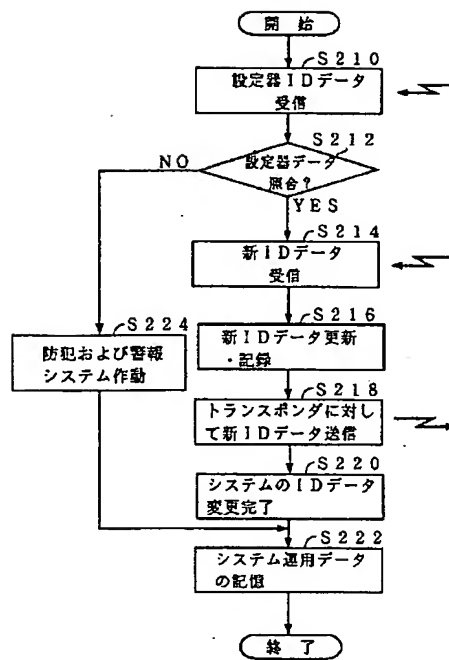 開 始
S210
設定器IDデータ
受信
S212
NO
設定器データ
照合?
YES
S214
新IDデータ
受信
S216
新IDデータ更新
・記録
S224
防犯および警報
システム作動
S218
トランスポンダに対し
て新IDデータ送信
S220
システムのIDデータ
変更完了
S222
システム運用データ
の記憶
終 了